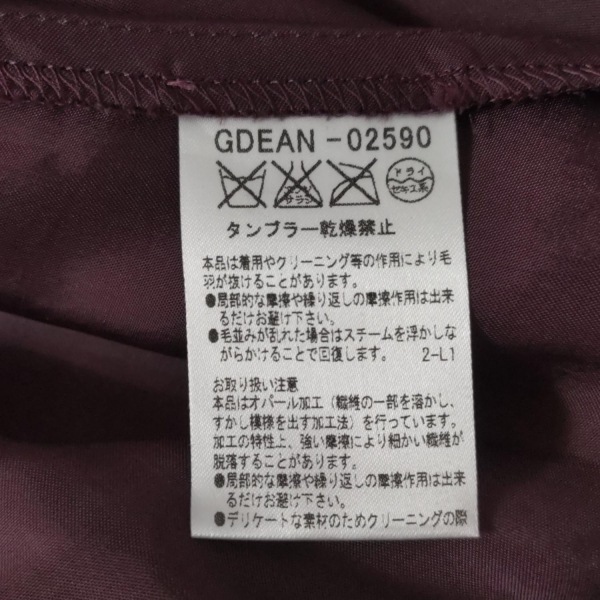 GDEAN-02590
エンソ
サラシ
ドライ
セキユ系
タンブラー乾燥禁止
本品は着用やクリーニング等の作用により毛
羽が抜けることがあります。
●局部的な摩擦や繰り返しの摩擦作用は出来
るだけお避け下さい。
●毛並みが乱れた場合はスチームを浮かしな
がらかけることで回復します。 2-L1
お取り扱い注意
本品はオパール加工(繊維の一部を溶かし、
すかし模様を出す加工法)を行っています。
加工の特性上、強い摩擦により細かい繊維が
脱落することがあります。
●局部的な摩擦や繰り返しの摩擦作用は出来
るだけお避け下さい。
●デリケートな素材のためクリーニングの際